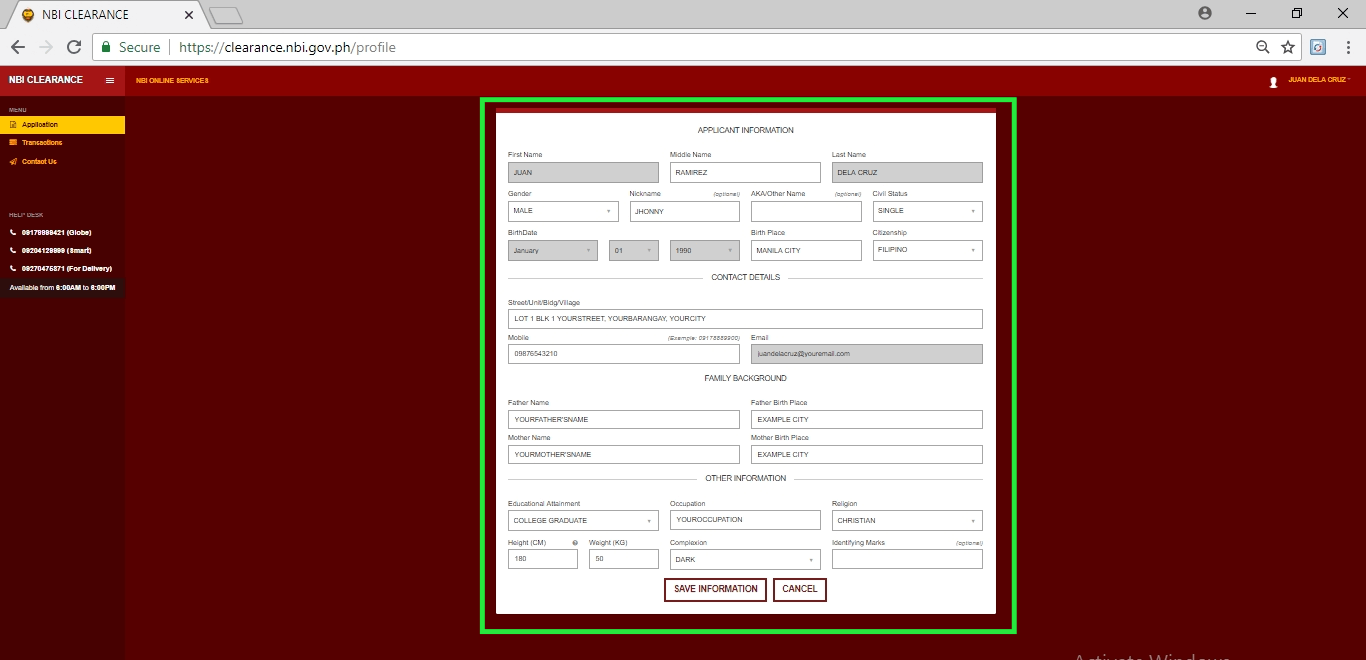 NBI CLEARANCE
Secure https://clearance.nbi.gov.ph/profile
NBI CLEARANCE
NBI ONLINE SERVICES
JUAN DELA CRUZ
MENU
Application
Transactions
Contact Us
HELP DESK
09179999421 (Globe)
09204129999 (Smart)
09270475871 (For Delivery)
Available from 8:00AM to 5:00PM
APPLICANT INFORMATION
First Name Middle Name Last Name
JUAN RAMIREZ DELA CRUZ
Gender Nickname (optional) AKA/Other Name (optional) Civil Status
MALE JHONNY SINGLE
BirthDate Birth Place Citizenship
January 01 1990 MANILA CITY FILIPINO
CONTACT DETAILS
Street/Unit/Bldg/Village
LOT 1 BLK 1 YOURSTREET, YOURBARANGAY, YOURCITY
Mobile (Example: 09178889900) Email
09876543210 juandelacruz@youremail.com
FAMILY BACKGROUND
Father Name Father Birth Place
YOURFATHER'SNAME EXAMPLE CITY
Mother Name Mother Birth Place
YOURMOTHER'SNAME EXAMPLE CITY
OTHER INFORMATION
Educational Attainment Occupation Religion
COLLEGE GRADUATE YOUROCCUPATION CHRISTIAN
Height (CM) Weight (KG) Complexion Identifying Marks (optional)
180 50 DARK
SAVE INFORMATION CANCEL
Activate Windows